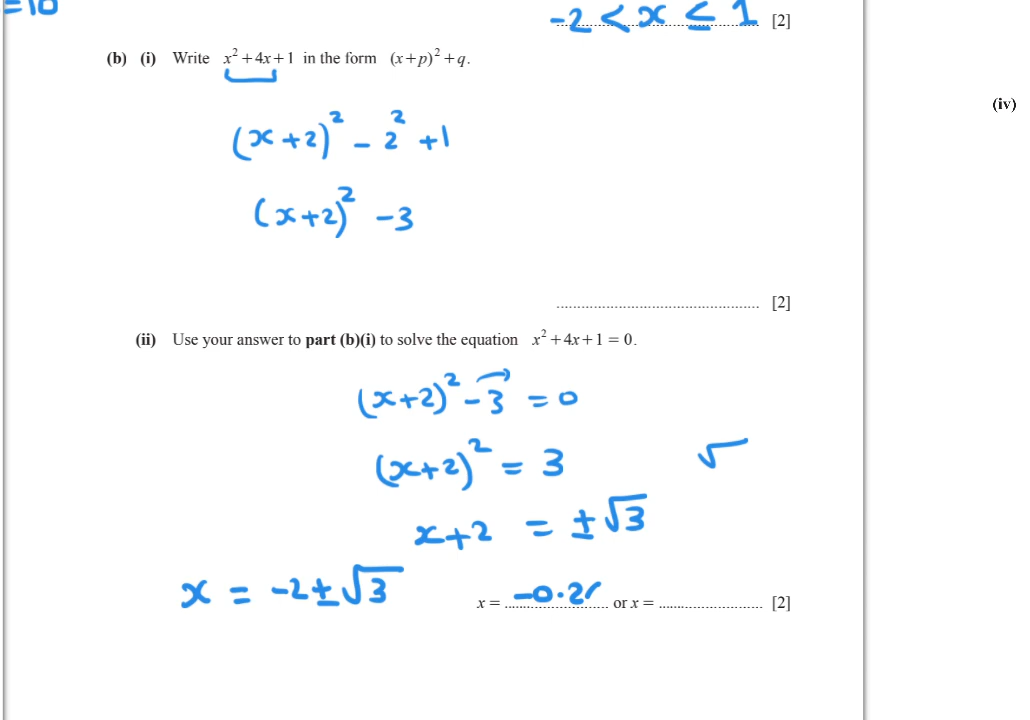 =10
-2 < x ≤ 1 [2]
(b) (i) Write x² + 4x + 1 in the form (x + p)² + q.
(iv)
(x + 2)² - 2² + 1
(x + 2)² - 3
[2]
(ii) Use your answer to part (b)(i) to solve the equation x² + 4x + 1 = 0.
(x + 2)² - 3 = 0
(x + 2)² = 3 √
x + 2 = ±√3
x = -2 ± √3
x = -0.2 or x = [2]